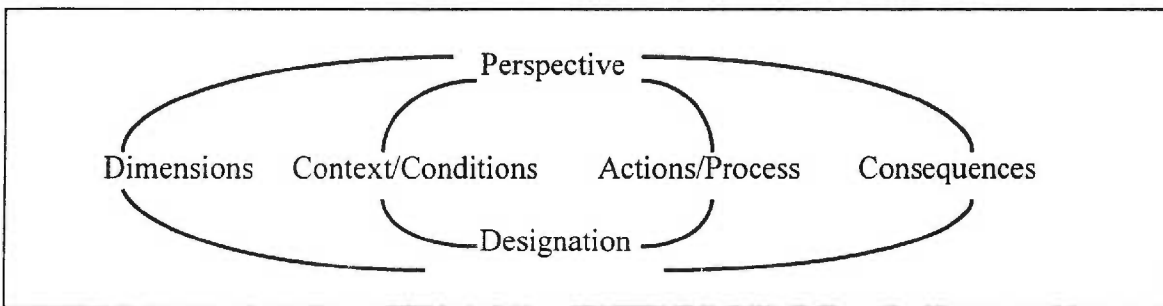 Perspective
Dimensions Context/Conditions Actions/Process Consequences
Designation